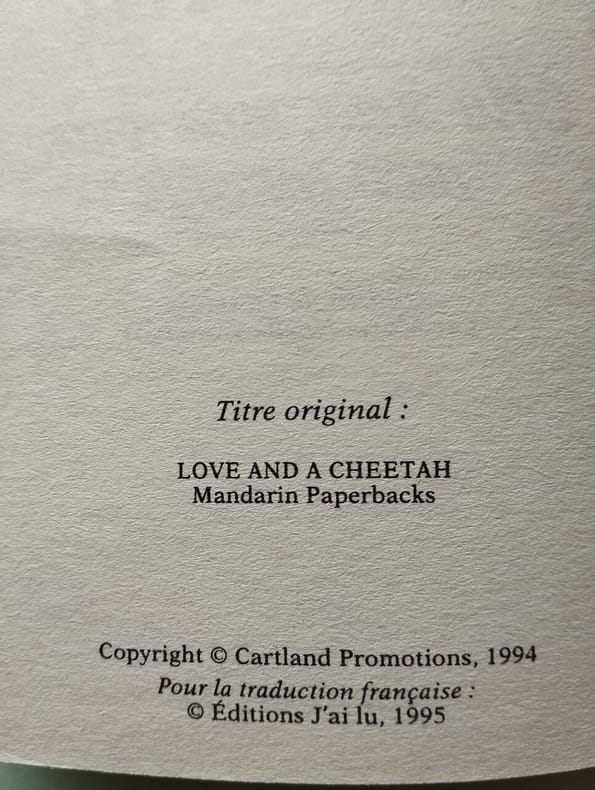 Titre original :
LOVE AND A CHEETAH
Mandarin Paperbacks
Copyright © Cartland Promotions, 1994
Pour la traduction française :
© Éditions J'ai lu, 1995